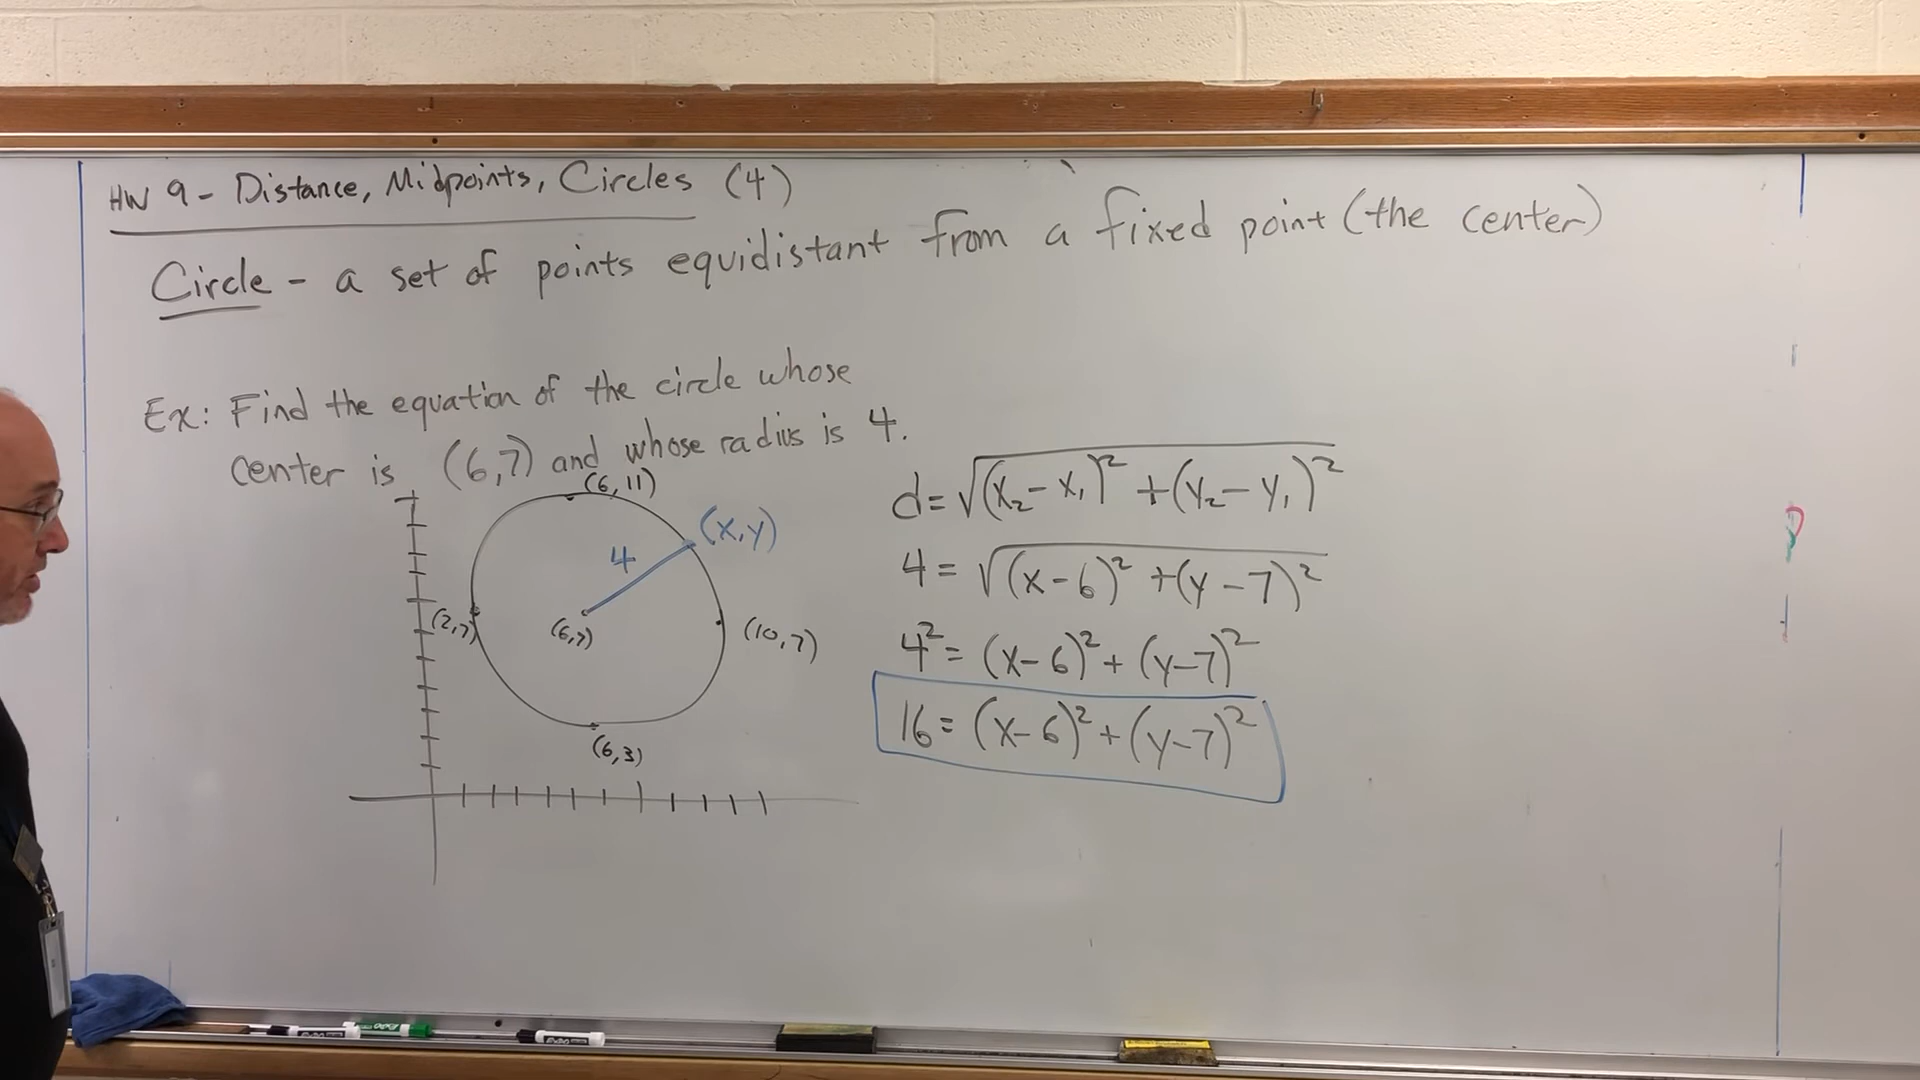 HW 9 - Distance, Midpoints, Circles (4)
Circle - a set of points equidistant from a fixed point (the center)
Ex: Find the equation of the circle whose
center is (6,7) and whose radius is 4.
(6,11)
(x,y)
4
(2,7)
(6,7)
(10,7)
(6,3)
d=√(x₂-x₁)²+(y₂-y₁)²
4=√(x-6)²+(y-7)²
4²=(x-6)²+(y-7)²
16=(x-6)²+(y-7)²
EXPO